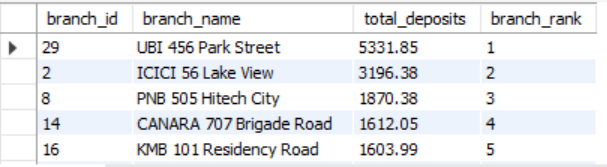 branch_id branch_name total_deposits branch_rank
29 UBI 456 Park Street 5331.85 1
2 ICICI 56 Lake View 3196.38 2
8 PNB 505 Hitech City 1870.38 3
14 CANARA 707 Brigade Road 1612.05 4
16 KMB 101 Residency Road 1603.99 5